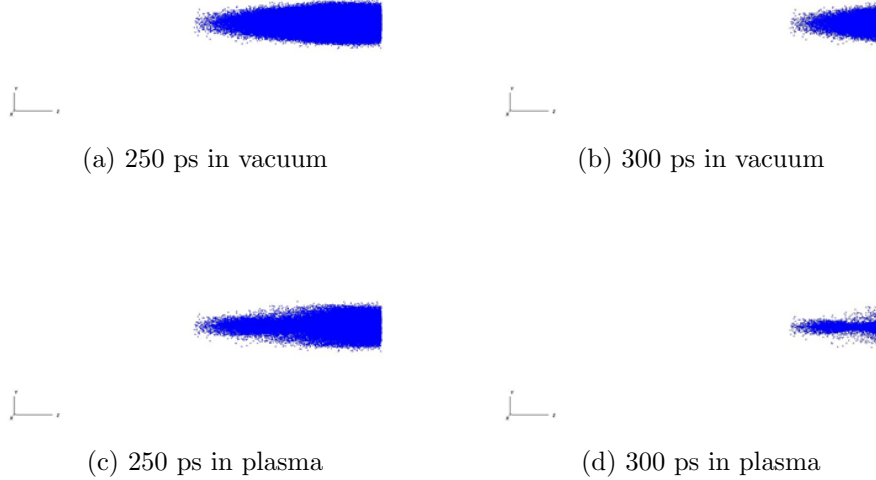 Y
X
Z
Y
X
Z
(a) 250 ps in vacuum
(b) 300 ps in vacuum
Y
X
Z
Y
X
Z
(c) 250 ps in plasma
(d) 300 ps in plasma